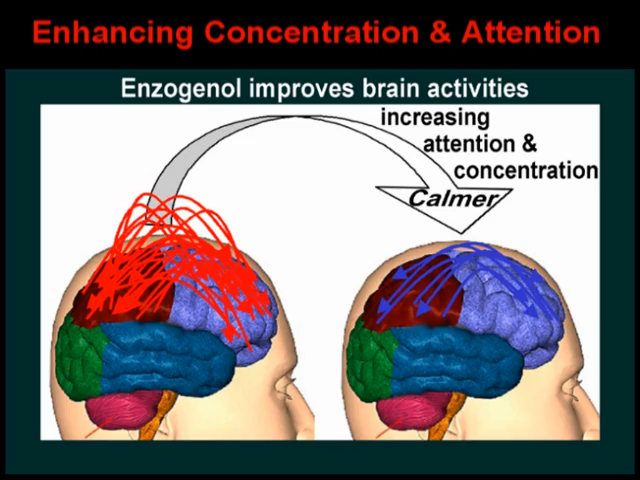 Enhancing Concentration & Attention
Enzogenol improves brain activities
increasing
attention &
concentration
Calmer